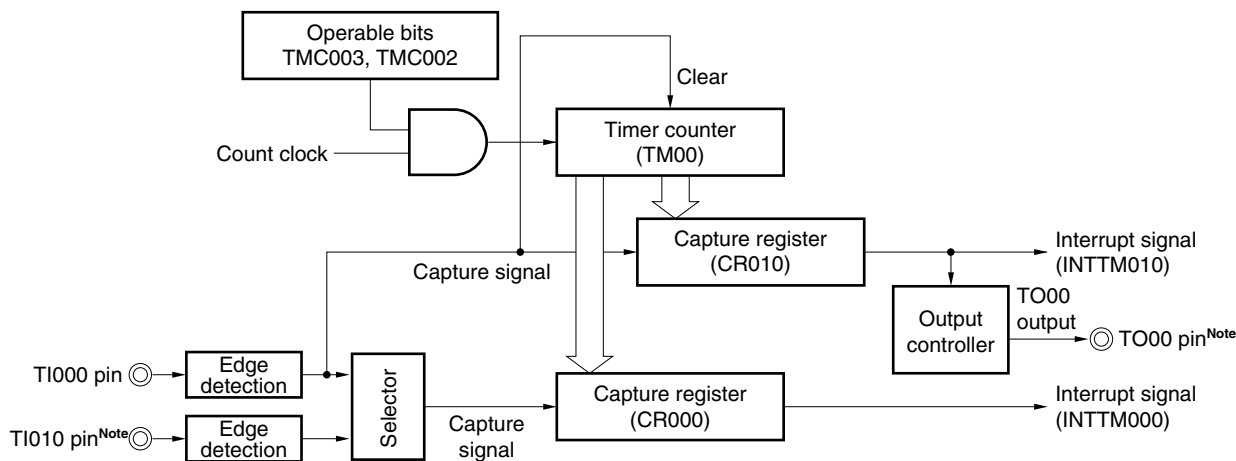 Operable bits
TMC003, TMC002
Clear
Timer counter
(TM00)
Count clock
Capture register
(CR010)
Interrupt signal
(INTTM010)
Capture signal
TO00
output
Output
controller
TO00 pinNote
TI000 pin
Edge
detection
Selector
Capture register
(CR000)
Interrupt signal
(INTTM000)
Capture
signal
TI010 pinNote
Edge
detection